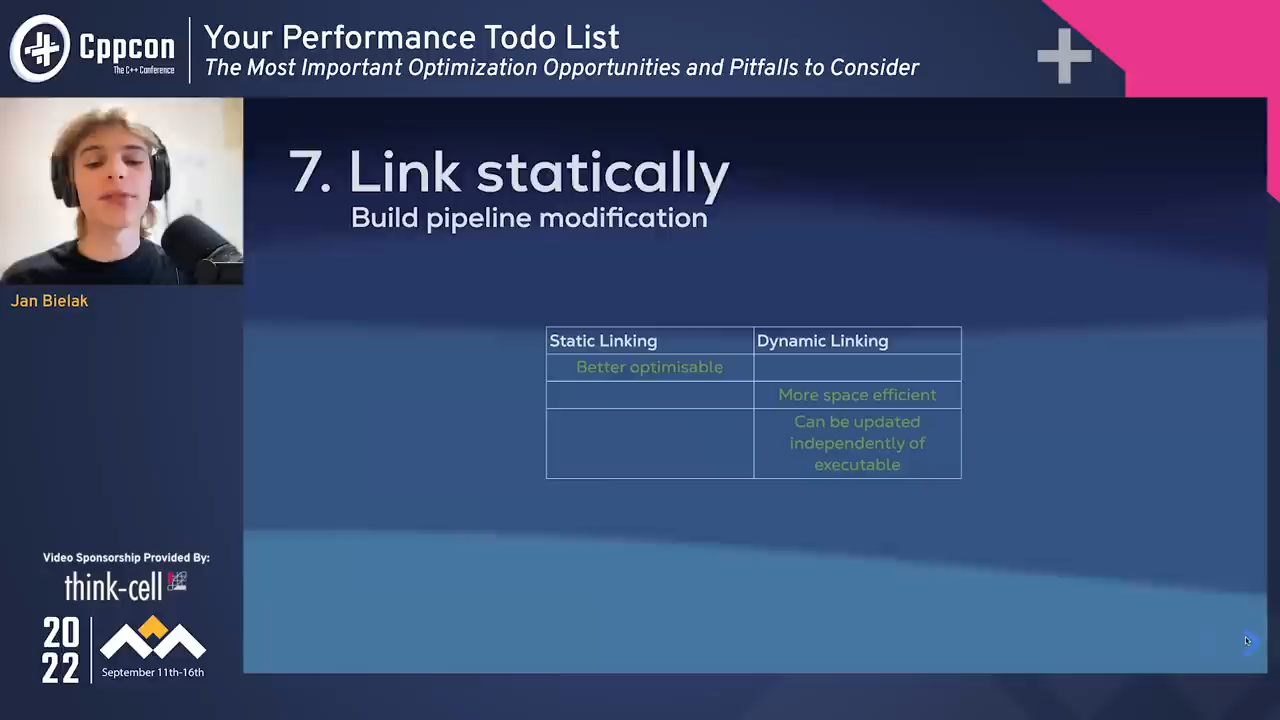 Cppcon
The C++ Conference
Your Performance Todo List
The Most Important Optimization Opportunities and Pitfalls to Consider
Jan Bielak
7. Link statically
Build pipeline modification
Static Linking
Dynamic Linking
Better optimisable
More space efficient
Can be updated
independently of
executable
Video Sponsorship Provided By:
think-cell
20
22
September 11th-16th